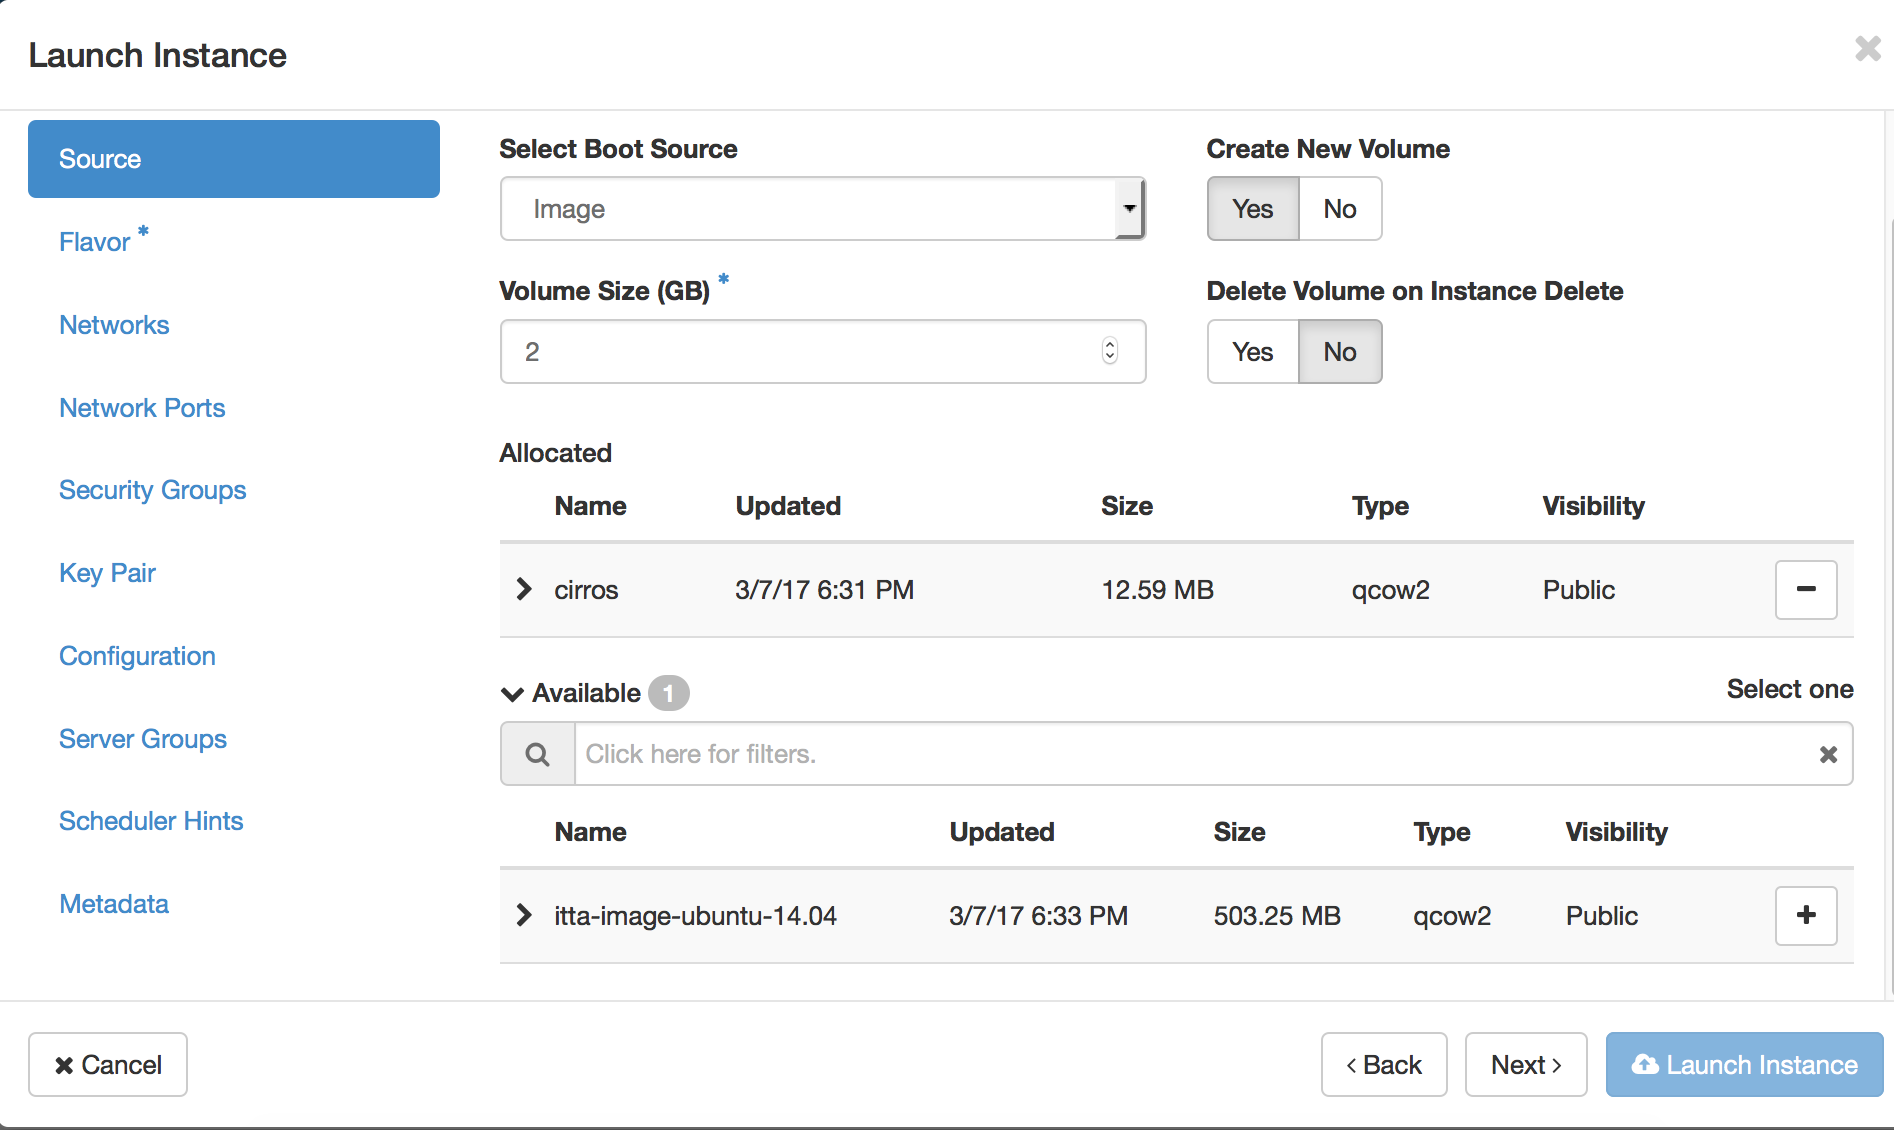 Launch Instance
Source
Flavor *
Networks
Network Ports
Security Groups
Key Pair
Configuration
Server Groups
Scheduler Hints
Metadata
Select Boot Source
Create New Volume
Image
Yes No
Volume Size (GB) *
Delete Volume on Instance Delete
2
Yes No
Allocated
Name Updated Size Type Visibility
cirros 3/7/17 6:31 PM 12.59 MB qcow2 Public
Available 1
Select one
Click here for filters.
Name Updated Size Type Visibility
itta-image-ubuntu-14.04 3/7/17 6:33 PM 503.25 MB qcow2 Public
Cancel
Back
Next
Launch Instance